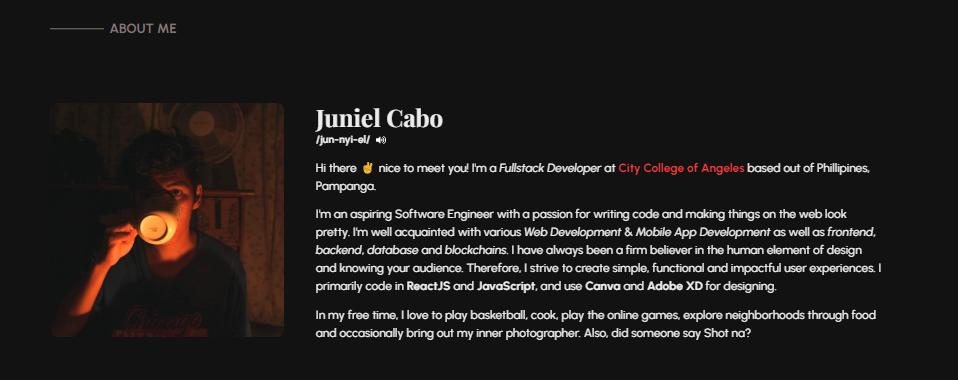 ABOUT ME
Juniel Cabo
/jun-nyi-el/
Hi there ✌ nice to meet you! I'm a Fullstack Developer at City College of Angeles based out of Phillipines,
Pampanga.
I'm an aspiring Software Engineer with a passion for writing code and making things on the web look
pretty. I'm well acquainted with various Web Development & Mobile App Development as well as frontend,
backend, database and blockchains. I have always been a firm believer in the human element of design
and knowing your audience. Therefore, I strive to create simple, functional and impactful user experiences. I
primarily code in ReactJS and JavaScript, and use Canva and Adobe XD for designing.
In my free time, I love to play basketball, cook, play the online games, explore neighborhoods through food
and occasionally bring out my inner photographer. Also, did someone say Shot na?